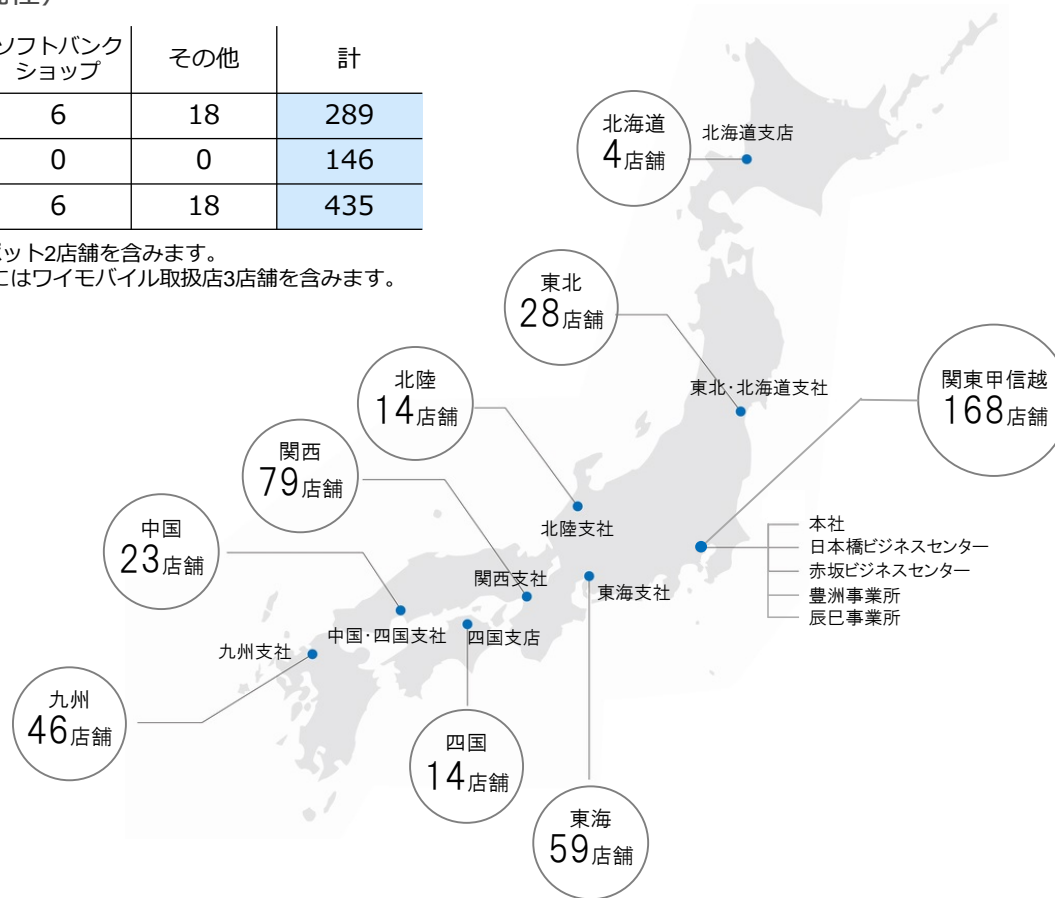 ソフトバンク
ショップ
その他
計
6 18 289
0 0 146
6 18 435
ット2店舗を含みます。
にはワイモバイル取扱店3店舗を含みます。
北海道
4店舗
北海道支店
東北
28店舗
東北・北海道支社
関東甲信越
168店舗
北陸
14店舗
北陸支社
関西
79店舗
関西支社
中国
23店舗
中国・四国支社
四国支店
東海支社
本社
日本橋ビジネスセンター
赤坂ビジネスセンター
豊洲事業所
辰巳事業所
九州支社
九州
46店舗
四国
14店舗
東海
59店舗